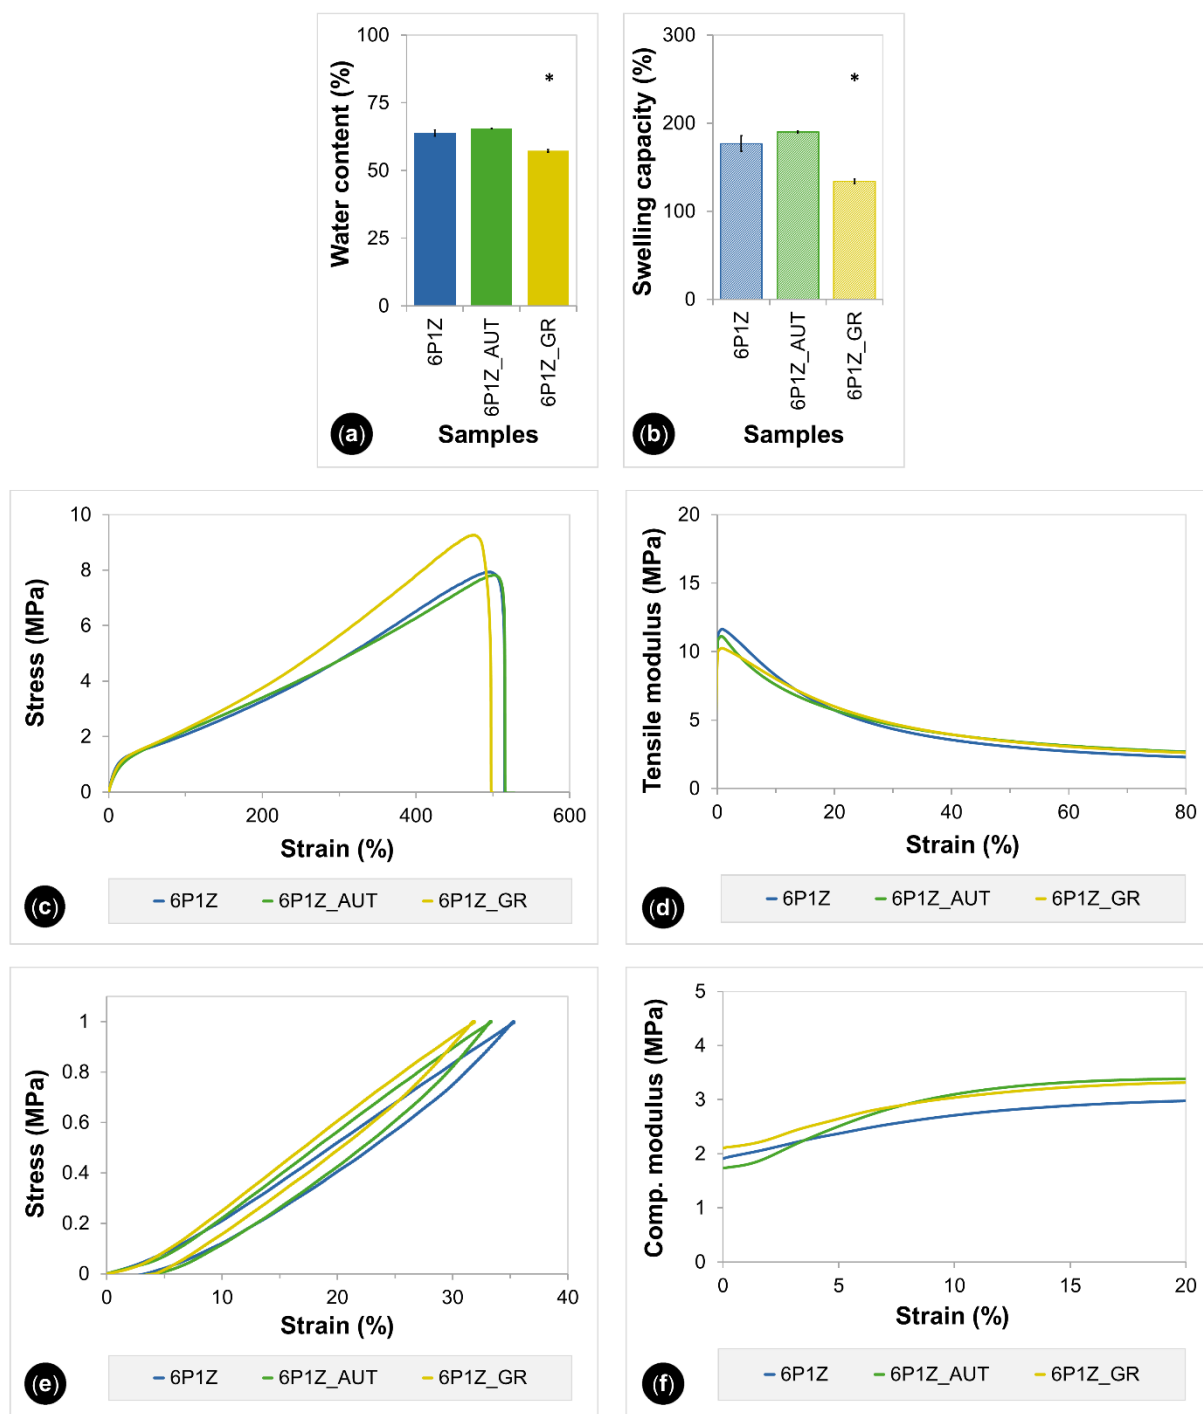 Water content (%)
100
75
50
25
0
*
6P1Z
6P1Z_AUT
6P1Z_GR
Samples
(a)
Swelling capacity (%)
300
200
100
0
*
6P1Z
6P1Z_AUT
6P1Z_GR
Samples
(b)
Stress (MPa)
10
8
6
4
2
0
0 200 400 600
Strain (%)
6P1Z 6P1Z_AUT 6P1Z_GR
(c)
Tensile modulus (MPa)
20
15
10
5
0
0 20 40 60 80
Strain (%)
6P1Z 6P1Z_AUT 6P1Z_GR
(d)
Stress (MPa)
1
0.8
0.6
0.4
0.2
0
0 10 20 30 40
Strain (%)
6P1Z 6P1Z_AUT 6P1Z_GR
(e)
Comp. modulus (MPa)
5
4
3
2
1
0
0 5 10 15 20
Strain (%)
6P1Z 6P1Z_AUT 6P1Z_GR
(f)